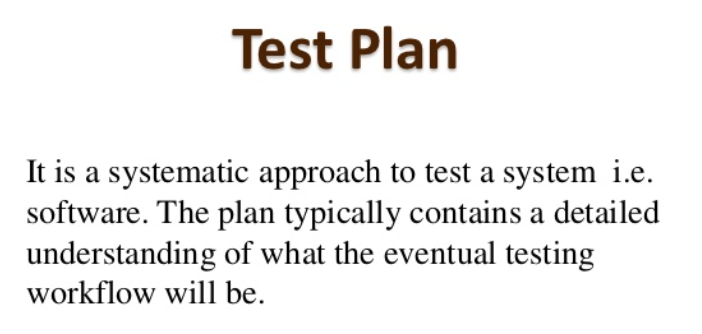 Test Plan
It is a systematic approach to test a system  i.e.
software. The plan typically contains a detailed
understanding of what the eventual testing
workflow will be.